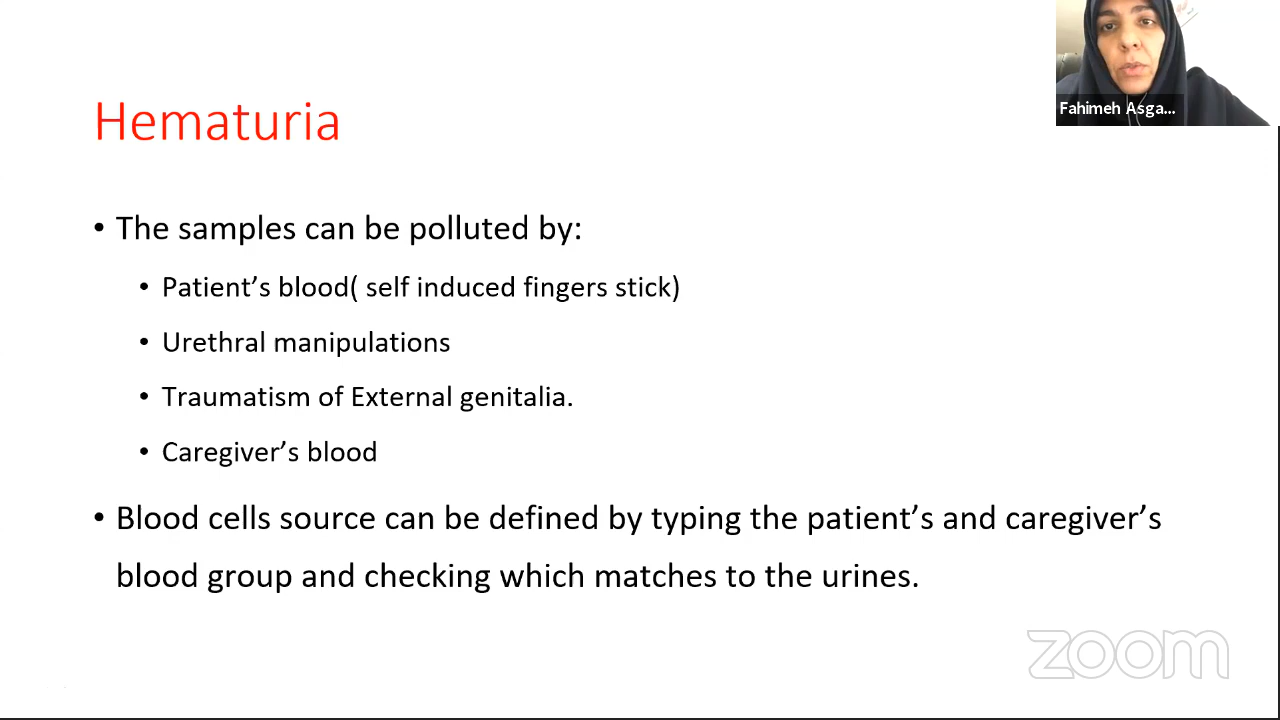 Fahimeh Asga...
Hematuria
• The samples can be polluted by:
• Patient’s blood( self induced fingers stick)
• Urethral manipulations
• Traumatism of External genitalia.
• Caregiver’s blood
• Blood cells source can be defined by typing the patient’s and caregiver’s
blood group and checking which matches to the urines.
zoom